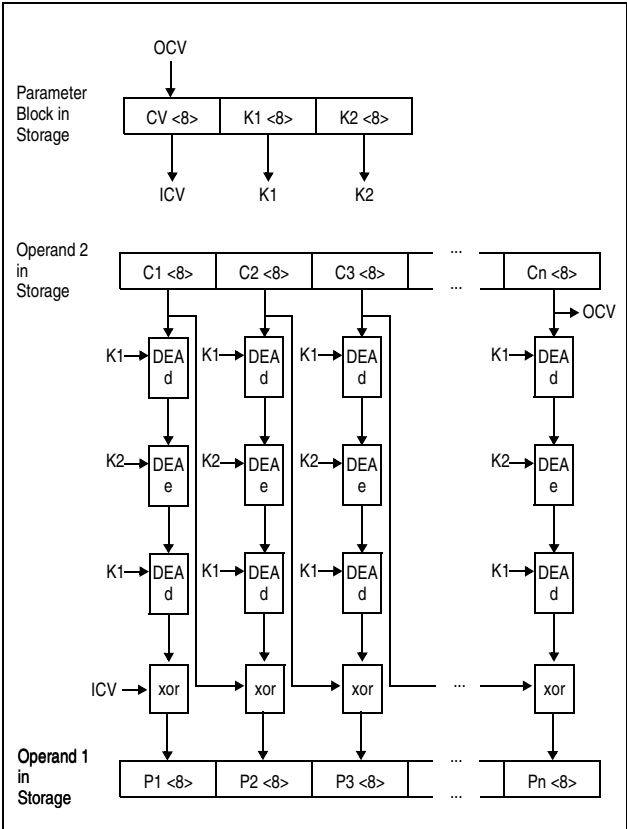 OCV
Parameter
Block in
Storage
CV <8> K1 <8> K2 <8>
ICV K1 K2
Operand 2
in
Storage
C1 <8> C2 <8> C3 <8> ... ... Cn <8>
OCV
K1 DEA d K1 DEA d K1 DEA d K1 DEA d
K2 DEA e K2 DEA e K2 DEA e K2 DEA e
K1 DEA d K1 DEA d K1 DEA d K1 DEA d
ICV xor xor xor ... xor
Operand 1
in
Storage
P1 <8> P2 <8> P3 <8> ... ... Pn <8>